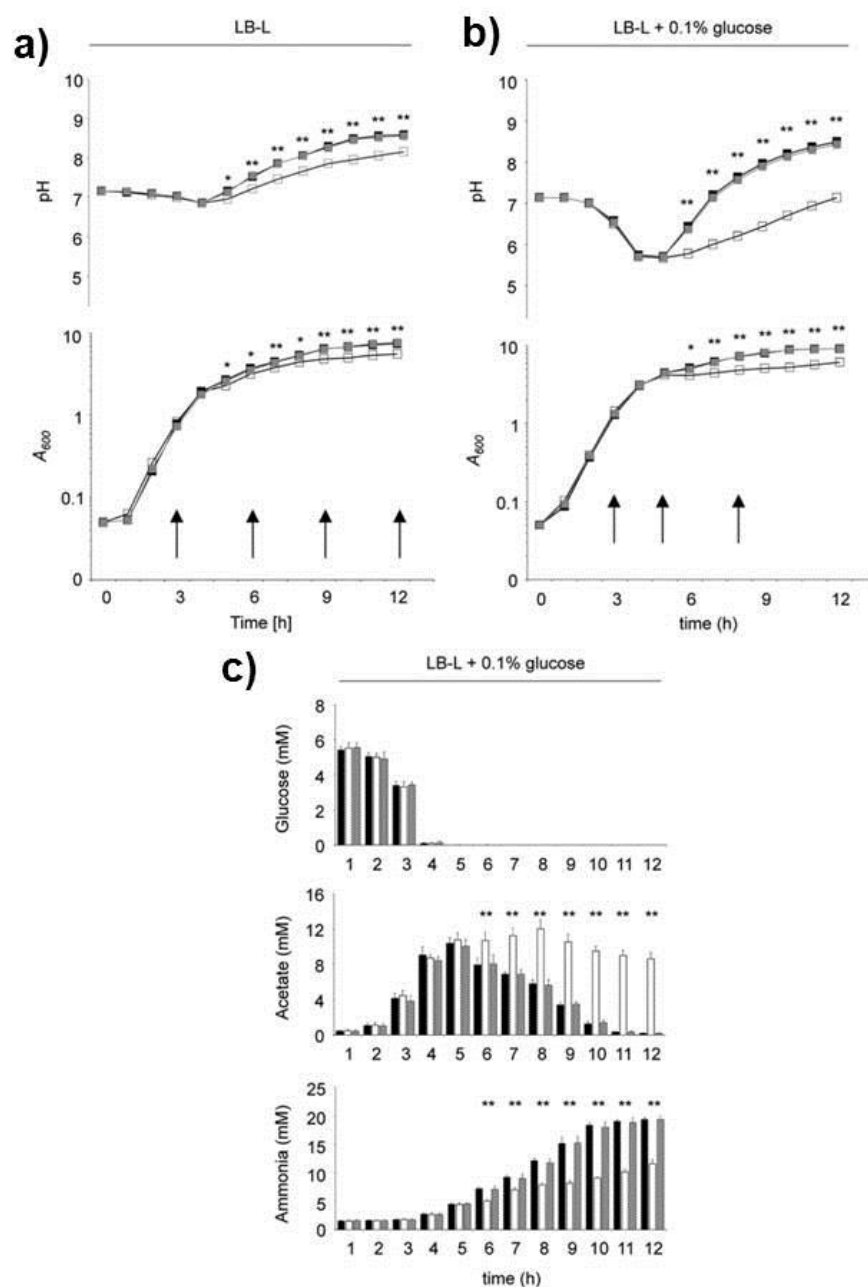 a)
LB-L
10
9
8
7
6
5
pH
* ** ** ** ** ** ** **
10
1
0.1
0
A600
* * ** * ** ** ** **
0 3 6 9 12
Time [h]
b)
LB-L + 0.1% glucose
10
9
8
7
6
5
pH
** ** ** ** ** ** **
10
1
0.1
0
A600
* ** ** ** ** ** **
0 3 6 9 12
time (h)
c)
LB-L + 0.1% glucose
8
6
4
2
0
Glucose (mM)
1 2 3 4 5 6 7 8 9 10 11 12
16
12
8
4
0
Acetate (mM)
** ** ** ** ** ** **
1 2 3 4 5 6 7 8 9 10 11 12
25
20
15
10
5
0
Ammonia (mM)
** ** ** ** ** ** **
1 2 3 4 5 6 7 8 9 10 11 12
time (h)